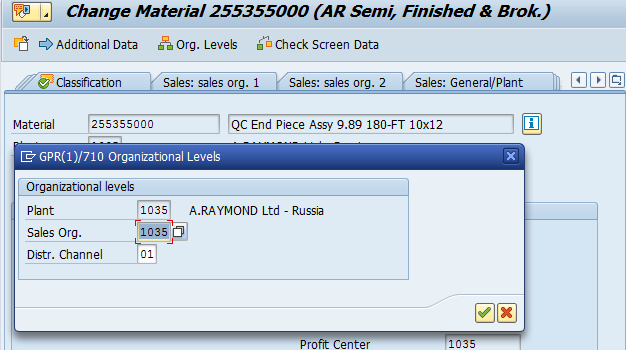 Change Material 255355000 (AR Semi, Finished & Brok.)
Additional Data Org. Levels Check Screen Data
Classification Sales: sales org. 1 Sales: sales org. 2 Sales: General/Plant
Material 255355000 QC End Piece Assy 9.89 180-FT 10x12
GPR(1)/710 Organizational Levels
Organizational levels
Plant 1035 A.RAYMOND Ltd - Russia
Sales Org. 1035
Distr. Channel 01
Profit Center 1035